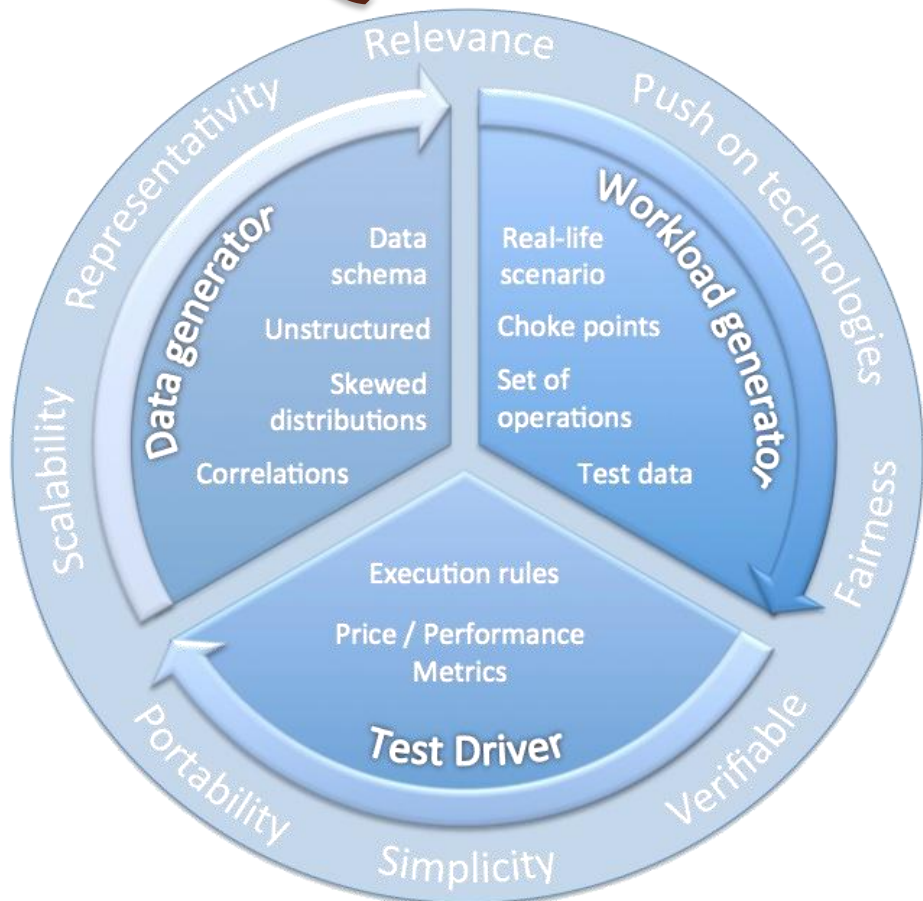 Relevance
Push on technologies
Fairness
Verifiable
Simplicity
Portability
Scalability
Representativity
Data generator
Data
schema
Unstructured
Skewed
distributions
Correlations
Workload generator
Real-life
scenario
Choke points
Set of
operations
Test data
Execution rules
Price / Performance
Metrics
Test Driver